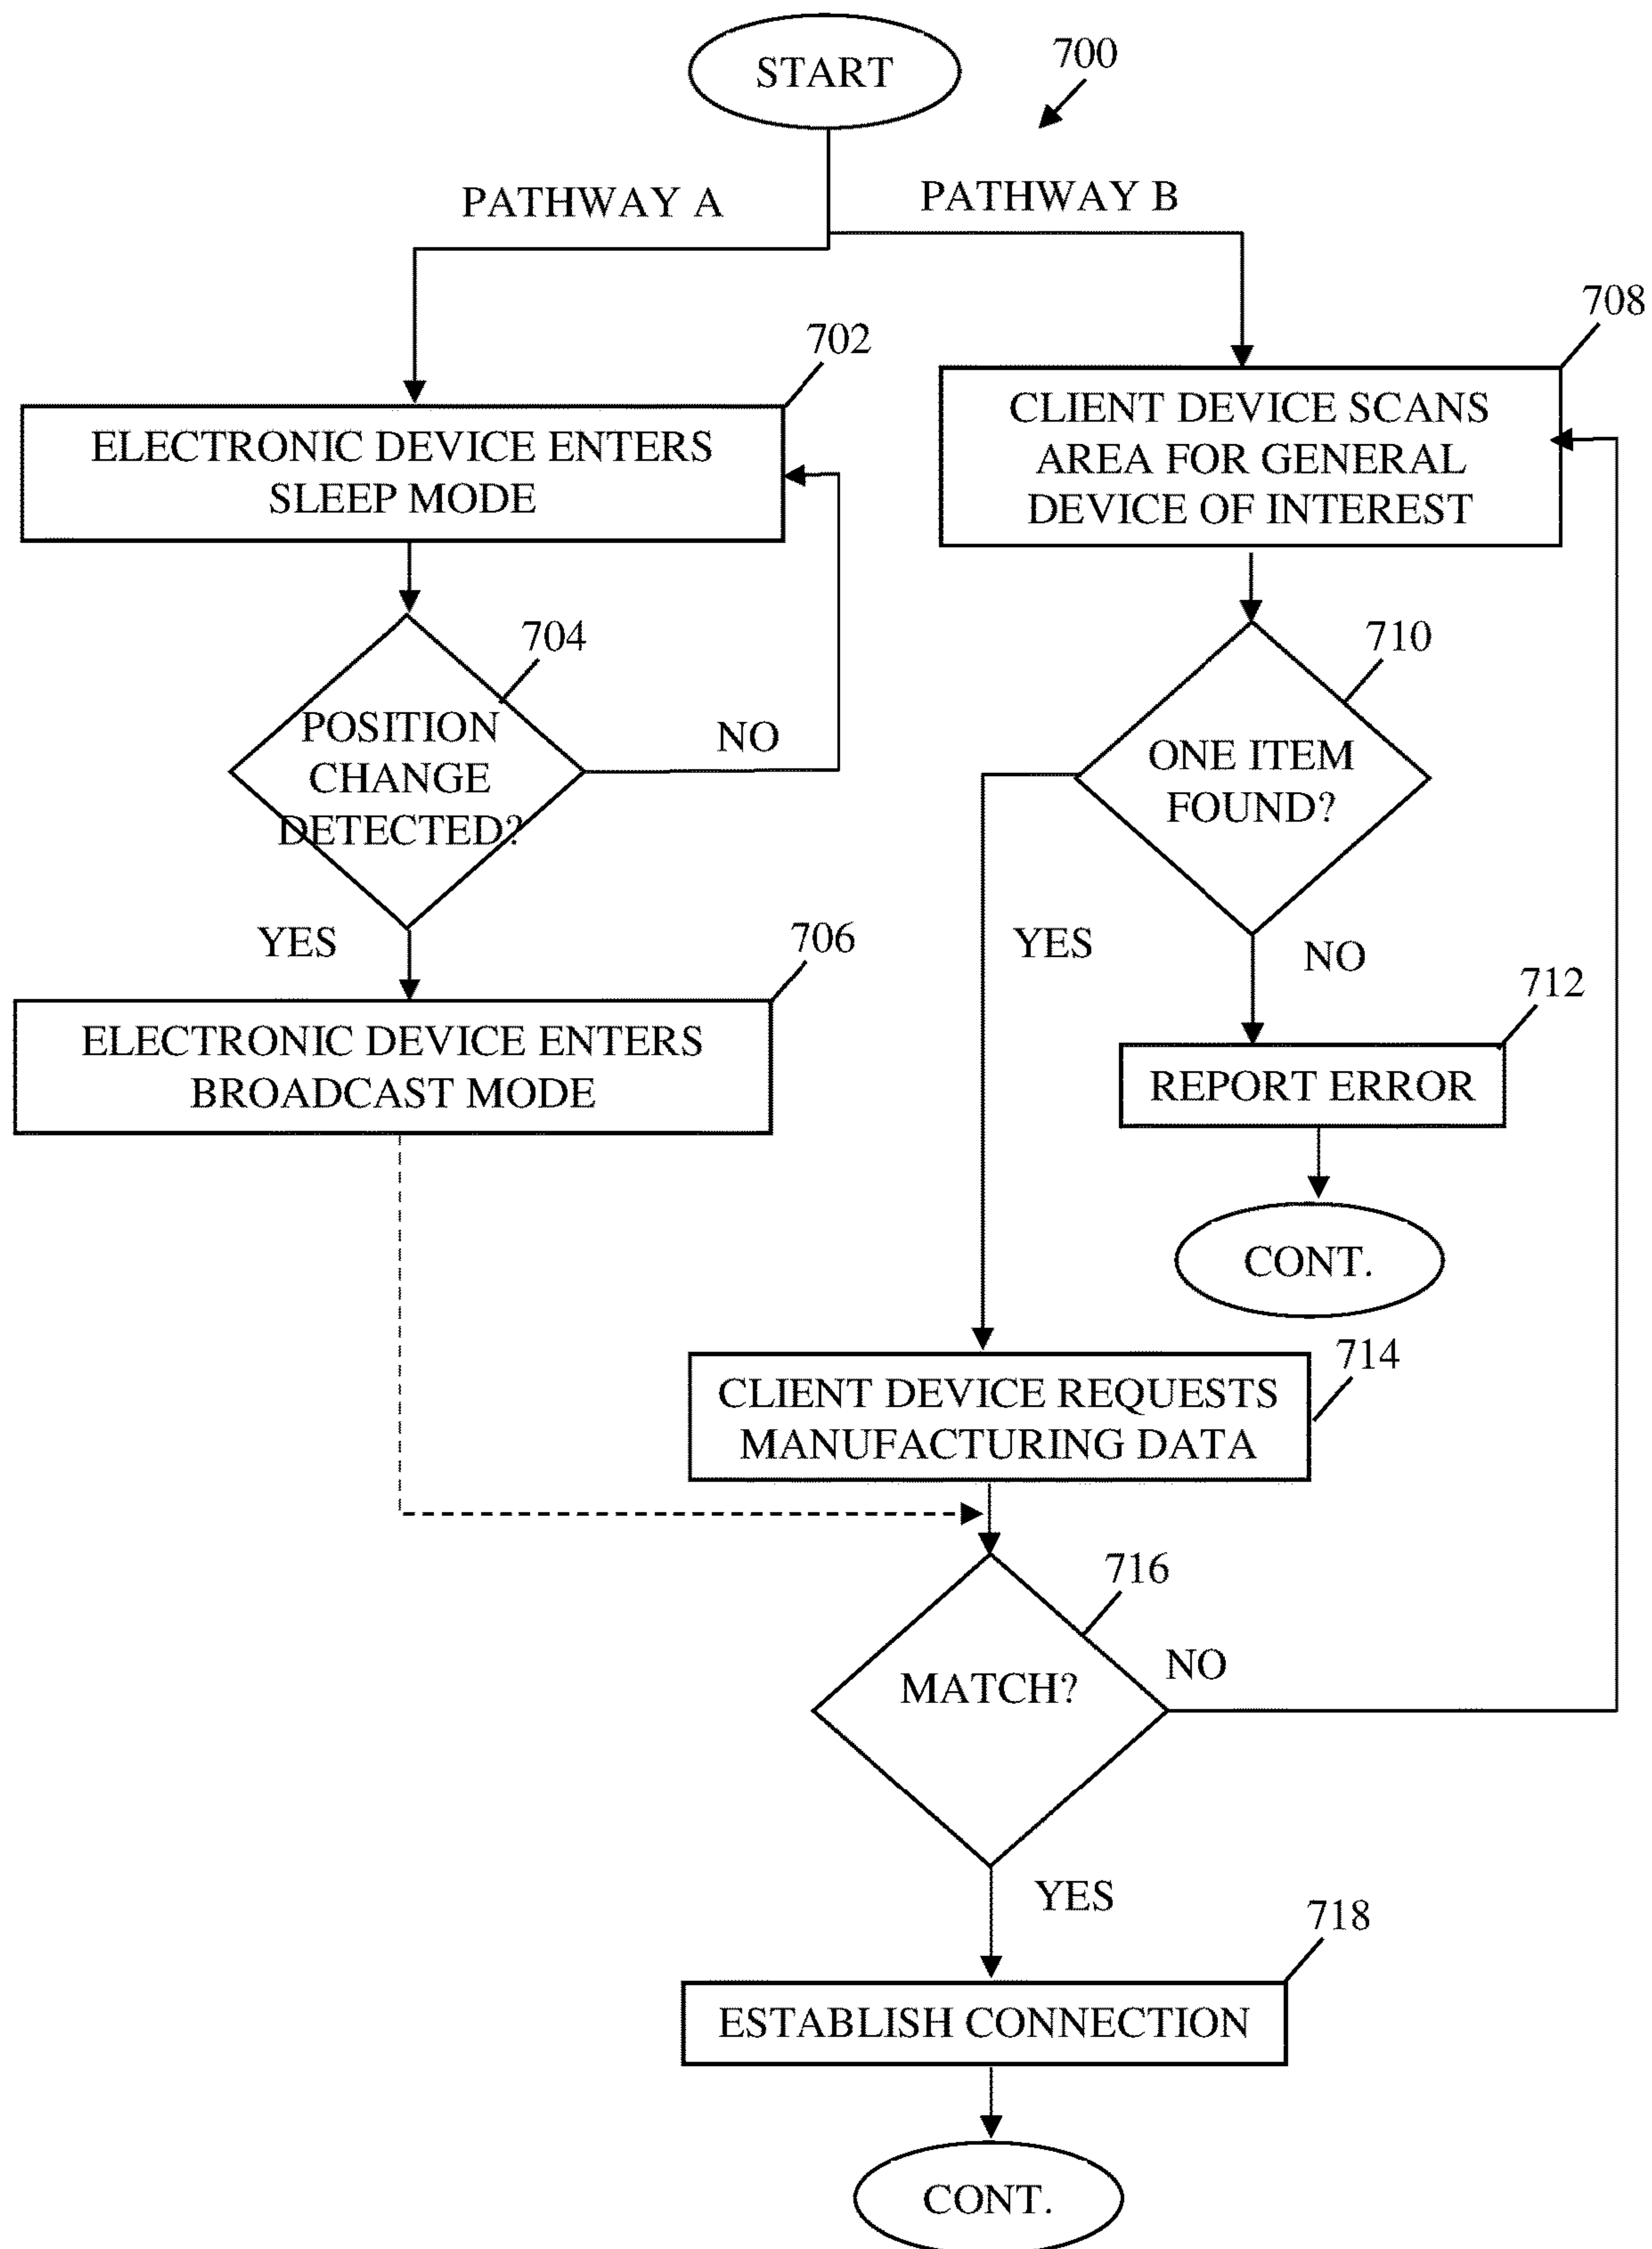 START
700
PATHWAY A
PATHWAY B
702
ELECTRONIC DEVICE ENTERS
SLEEP MODE
708
CLIENT DEVICE SCANS
AREA FOR GENERAL
DEVICE OF INTEREST
704
POSITION
CHANGE
DETECTED?
NO
YES
710
ONE ITEM
FOUND?
YES
NO
706
ELECTRONIC DEVICE ENTERS
BROADCAST MODE
712
REPORT ERROR
CONT.
714
CLIENT DEVICE REQUESTS
MANUFACTURING DATA
716
MATCH?
NO
YES
718
ESTABLISH CONNECTION
CONT.